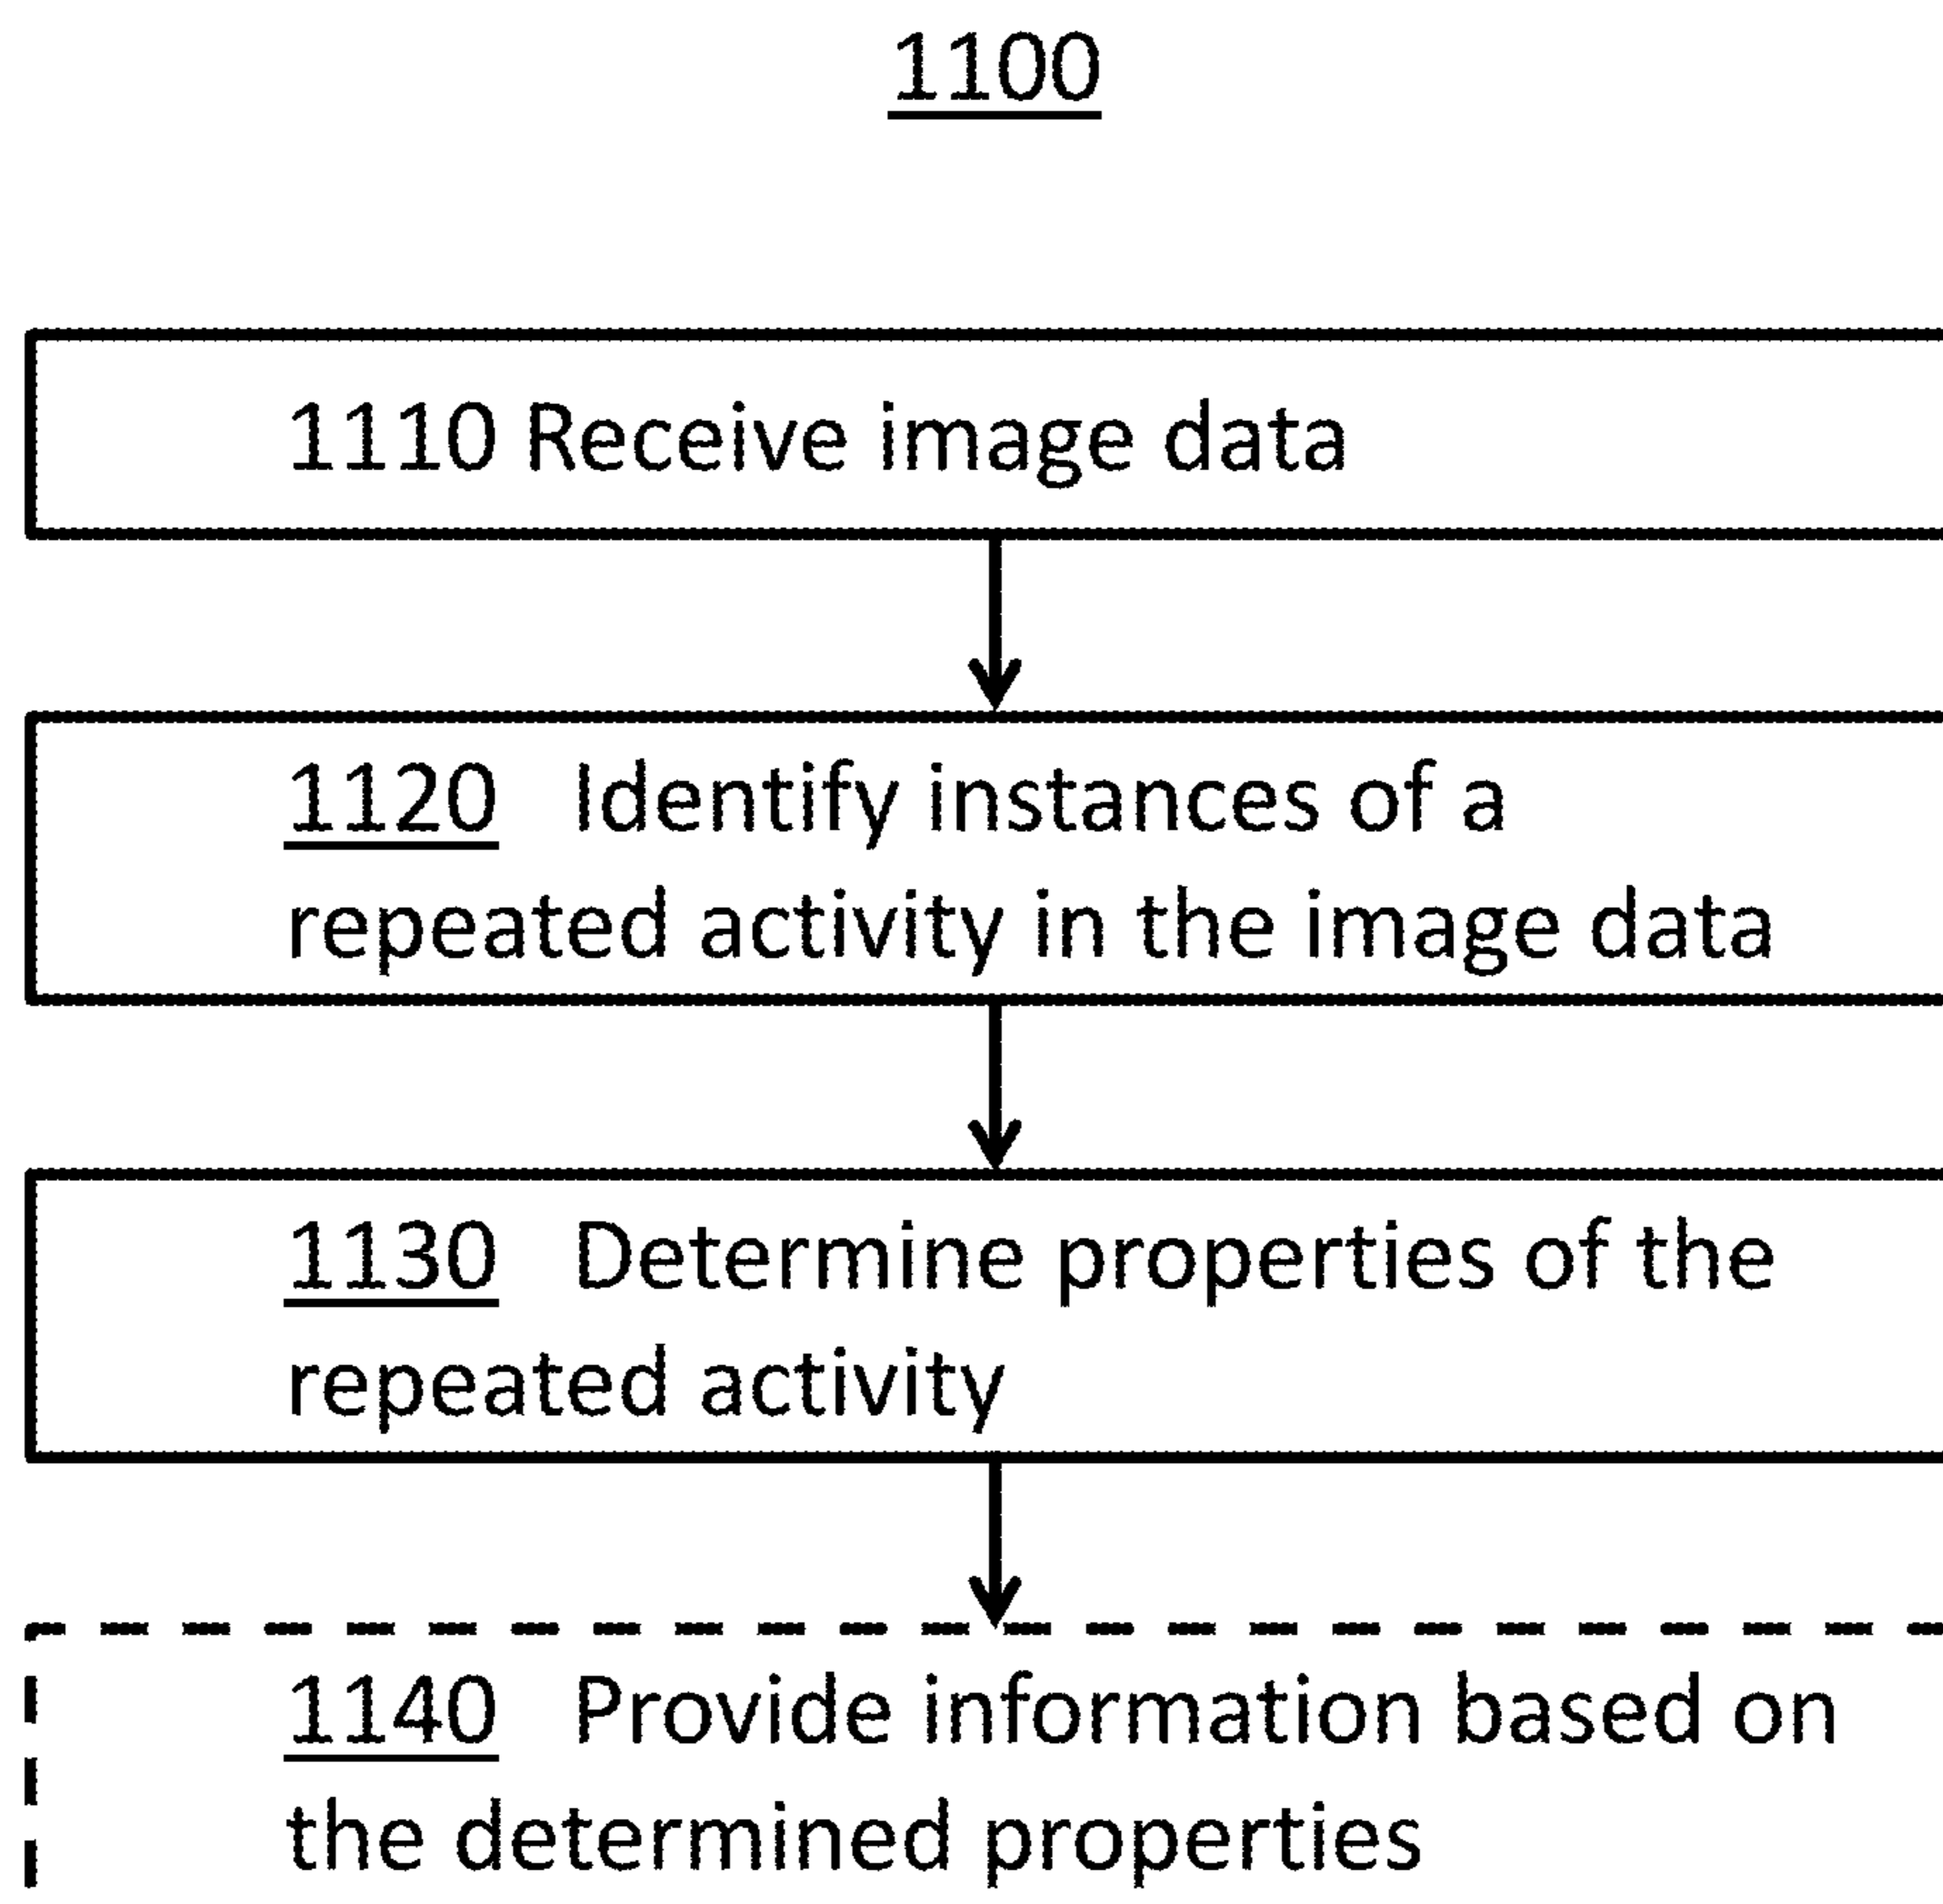 1100
1110 Receive image data
1120 Identify instances of a
repeated activity in the image data
1130 Determine properties of the
repeated activity
1140 Provide information based on
the determined properties